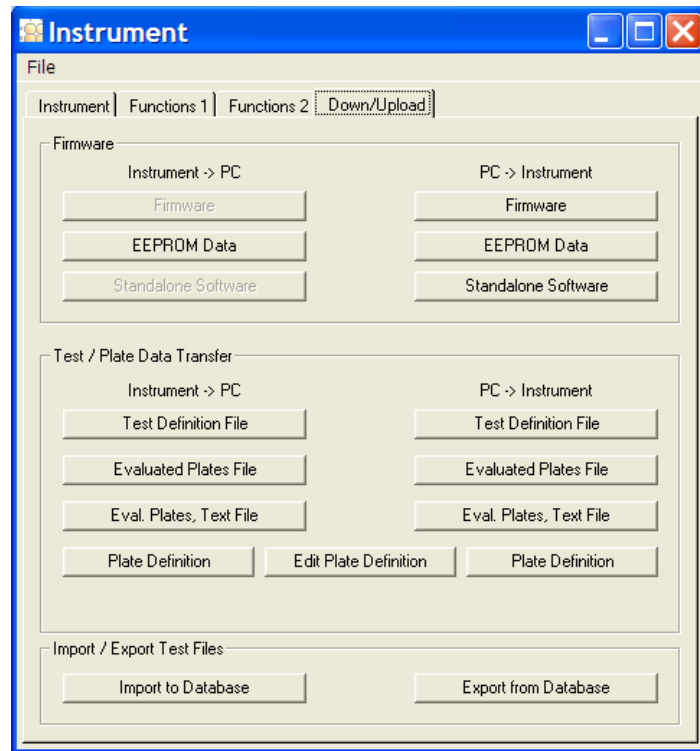 Instrument
File
Instrument Functions 1 Functions 2 Down/Upload
Firmware
Instrument -> PC PC -> Instrument
Firmware Firmware
EEPROM Data EEPROM Data
Standalone Software Standalone Software
Test / Plate Data Transfer
Instrument -> PC PC -> Instrument
Test Definition File Test Definition File
Evaluated Plates File Evaluated Plates File
Eval. Plates, Text File Eval. Plates, Text File
Plate Definition Edit Plate Definition Plate Definition
Import / Export Test Files
Import to Database Export from Database